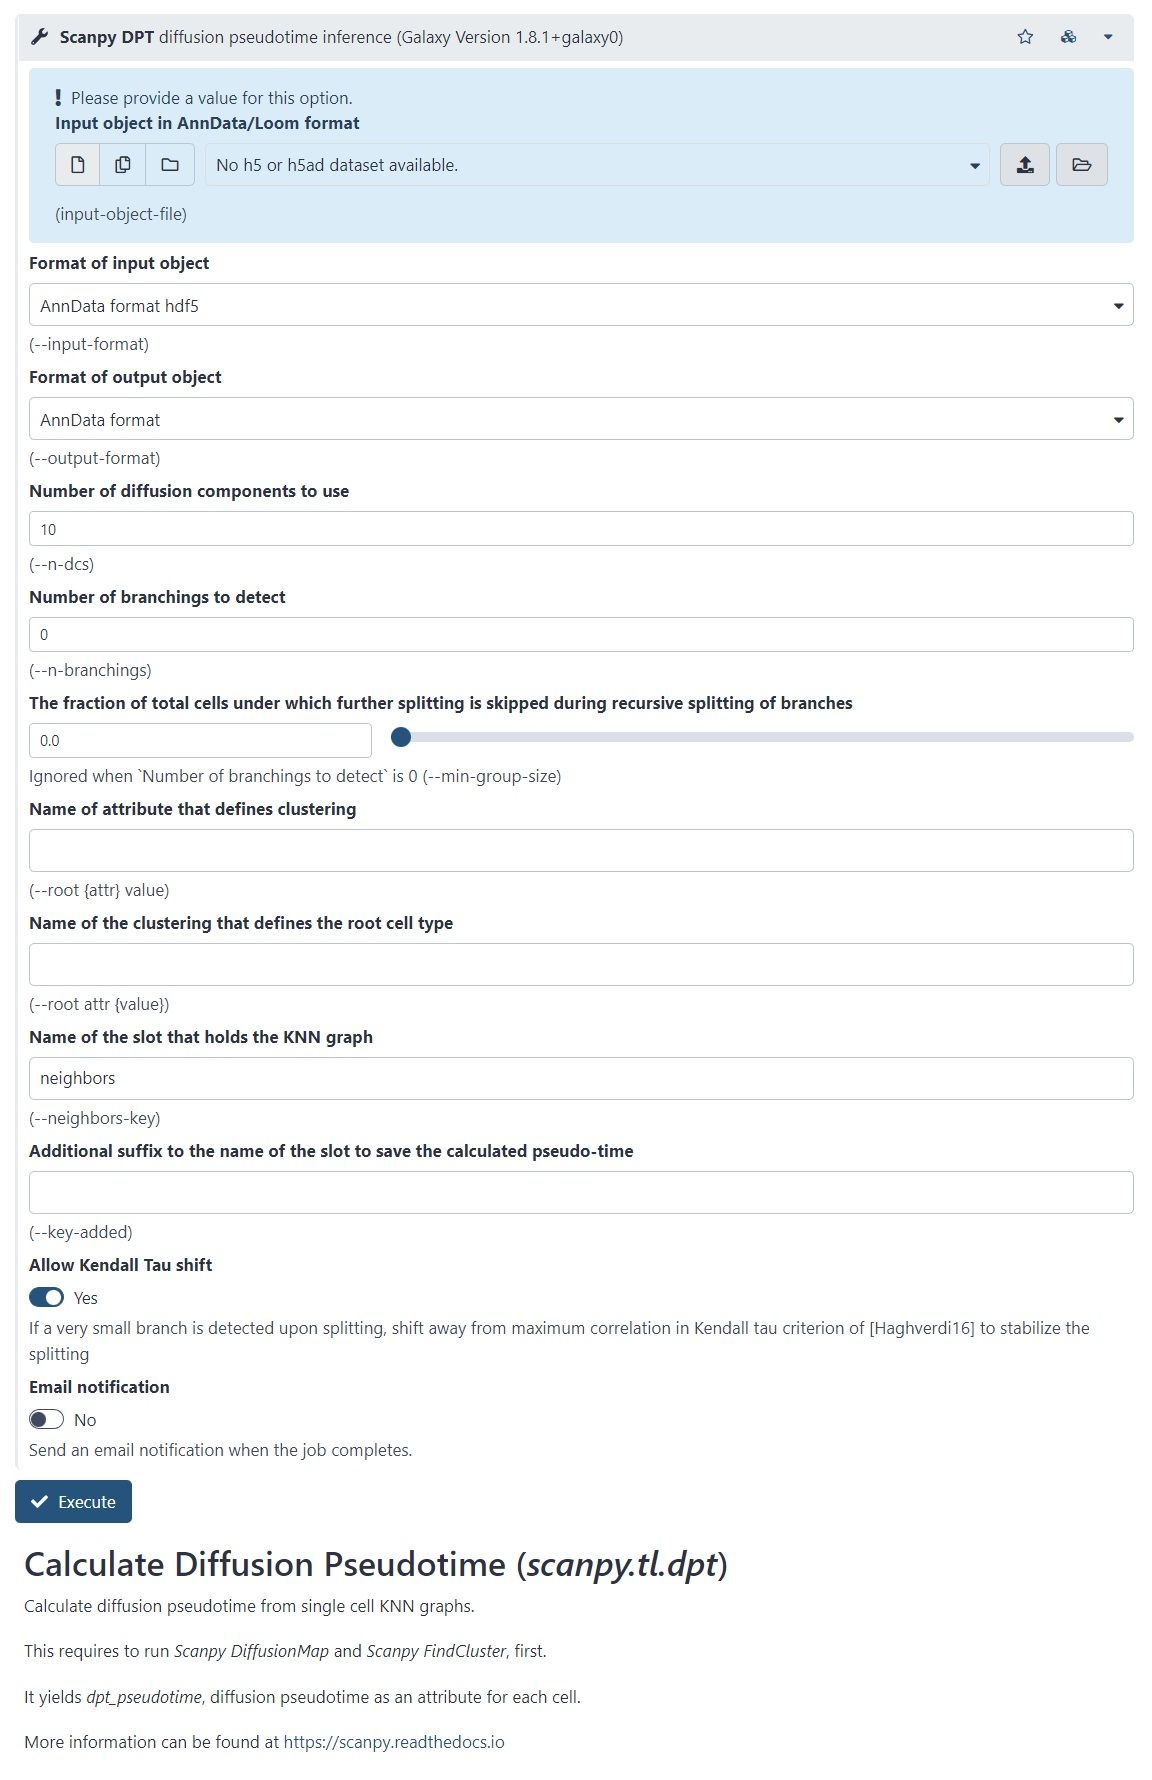 Scanpy DPT diffusion pseudotime inference (Galaxy Version 1.8.1+galaxy0)
! Please provide a value for this option.
Input object in AnnData/Loom format
No h5 or h5ad dataset available.
(input-object-file)
Format of input object
AnnData format hdf5
(--input-format)
Format of output object
AnnData format
(--output-format)
Number of diffusion components to use
10
(--n-dcs)
Number of branchings to detect
0
(--n-branchings)
The fraction of total cells under which further splitting is skipped during recursive splitting of branches
0.0
Ignored when `Number of branchings to detect` is 0 (--min-group-size)
Name of attribute that defines clustering
(--root {attr} value)
Name of the clustering that defines the root cell type
(--root attr {value})
Name of the slot that holds the KNN graph
neighbors
(--neighbors-key)
Additional suffix to the name of the slot to save the calculated pseudo-time
(--key-added)
Allow Kendall Tau shift
Yes
If a very small branch is detected upon splitting, shift away from maximum correlation in Kendall tau criterion of [Haghverdi16] to stabilize the
splitting
Email notification
No
Send an email notification when the job completes.
Execute
Calculate Diffusion Pseudotime (scanpy.tl.dpt)
Calculate diffusion pseudotime from single cell KNN graphs.
This requires to run Scanpy DiffusionMap and Scanpy FindCluster, first.
It yields dpt_pseudotime, diffusion pseudotime as an attribute for each cell.
More information can be found at https://scanpy.readthedocs.io